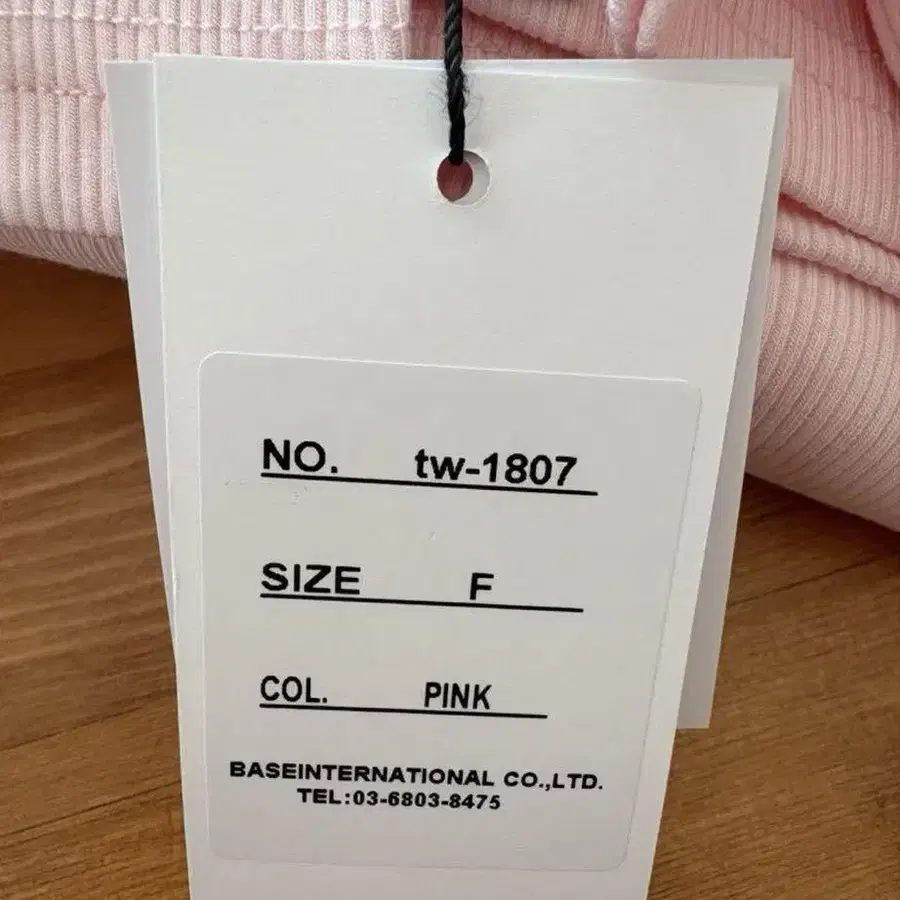 NO. tw-1807
SIZE F
COL. PINK
BASEINTERNATIONAL CO.,LTD.
TEL:03-6803-8475